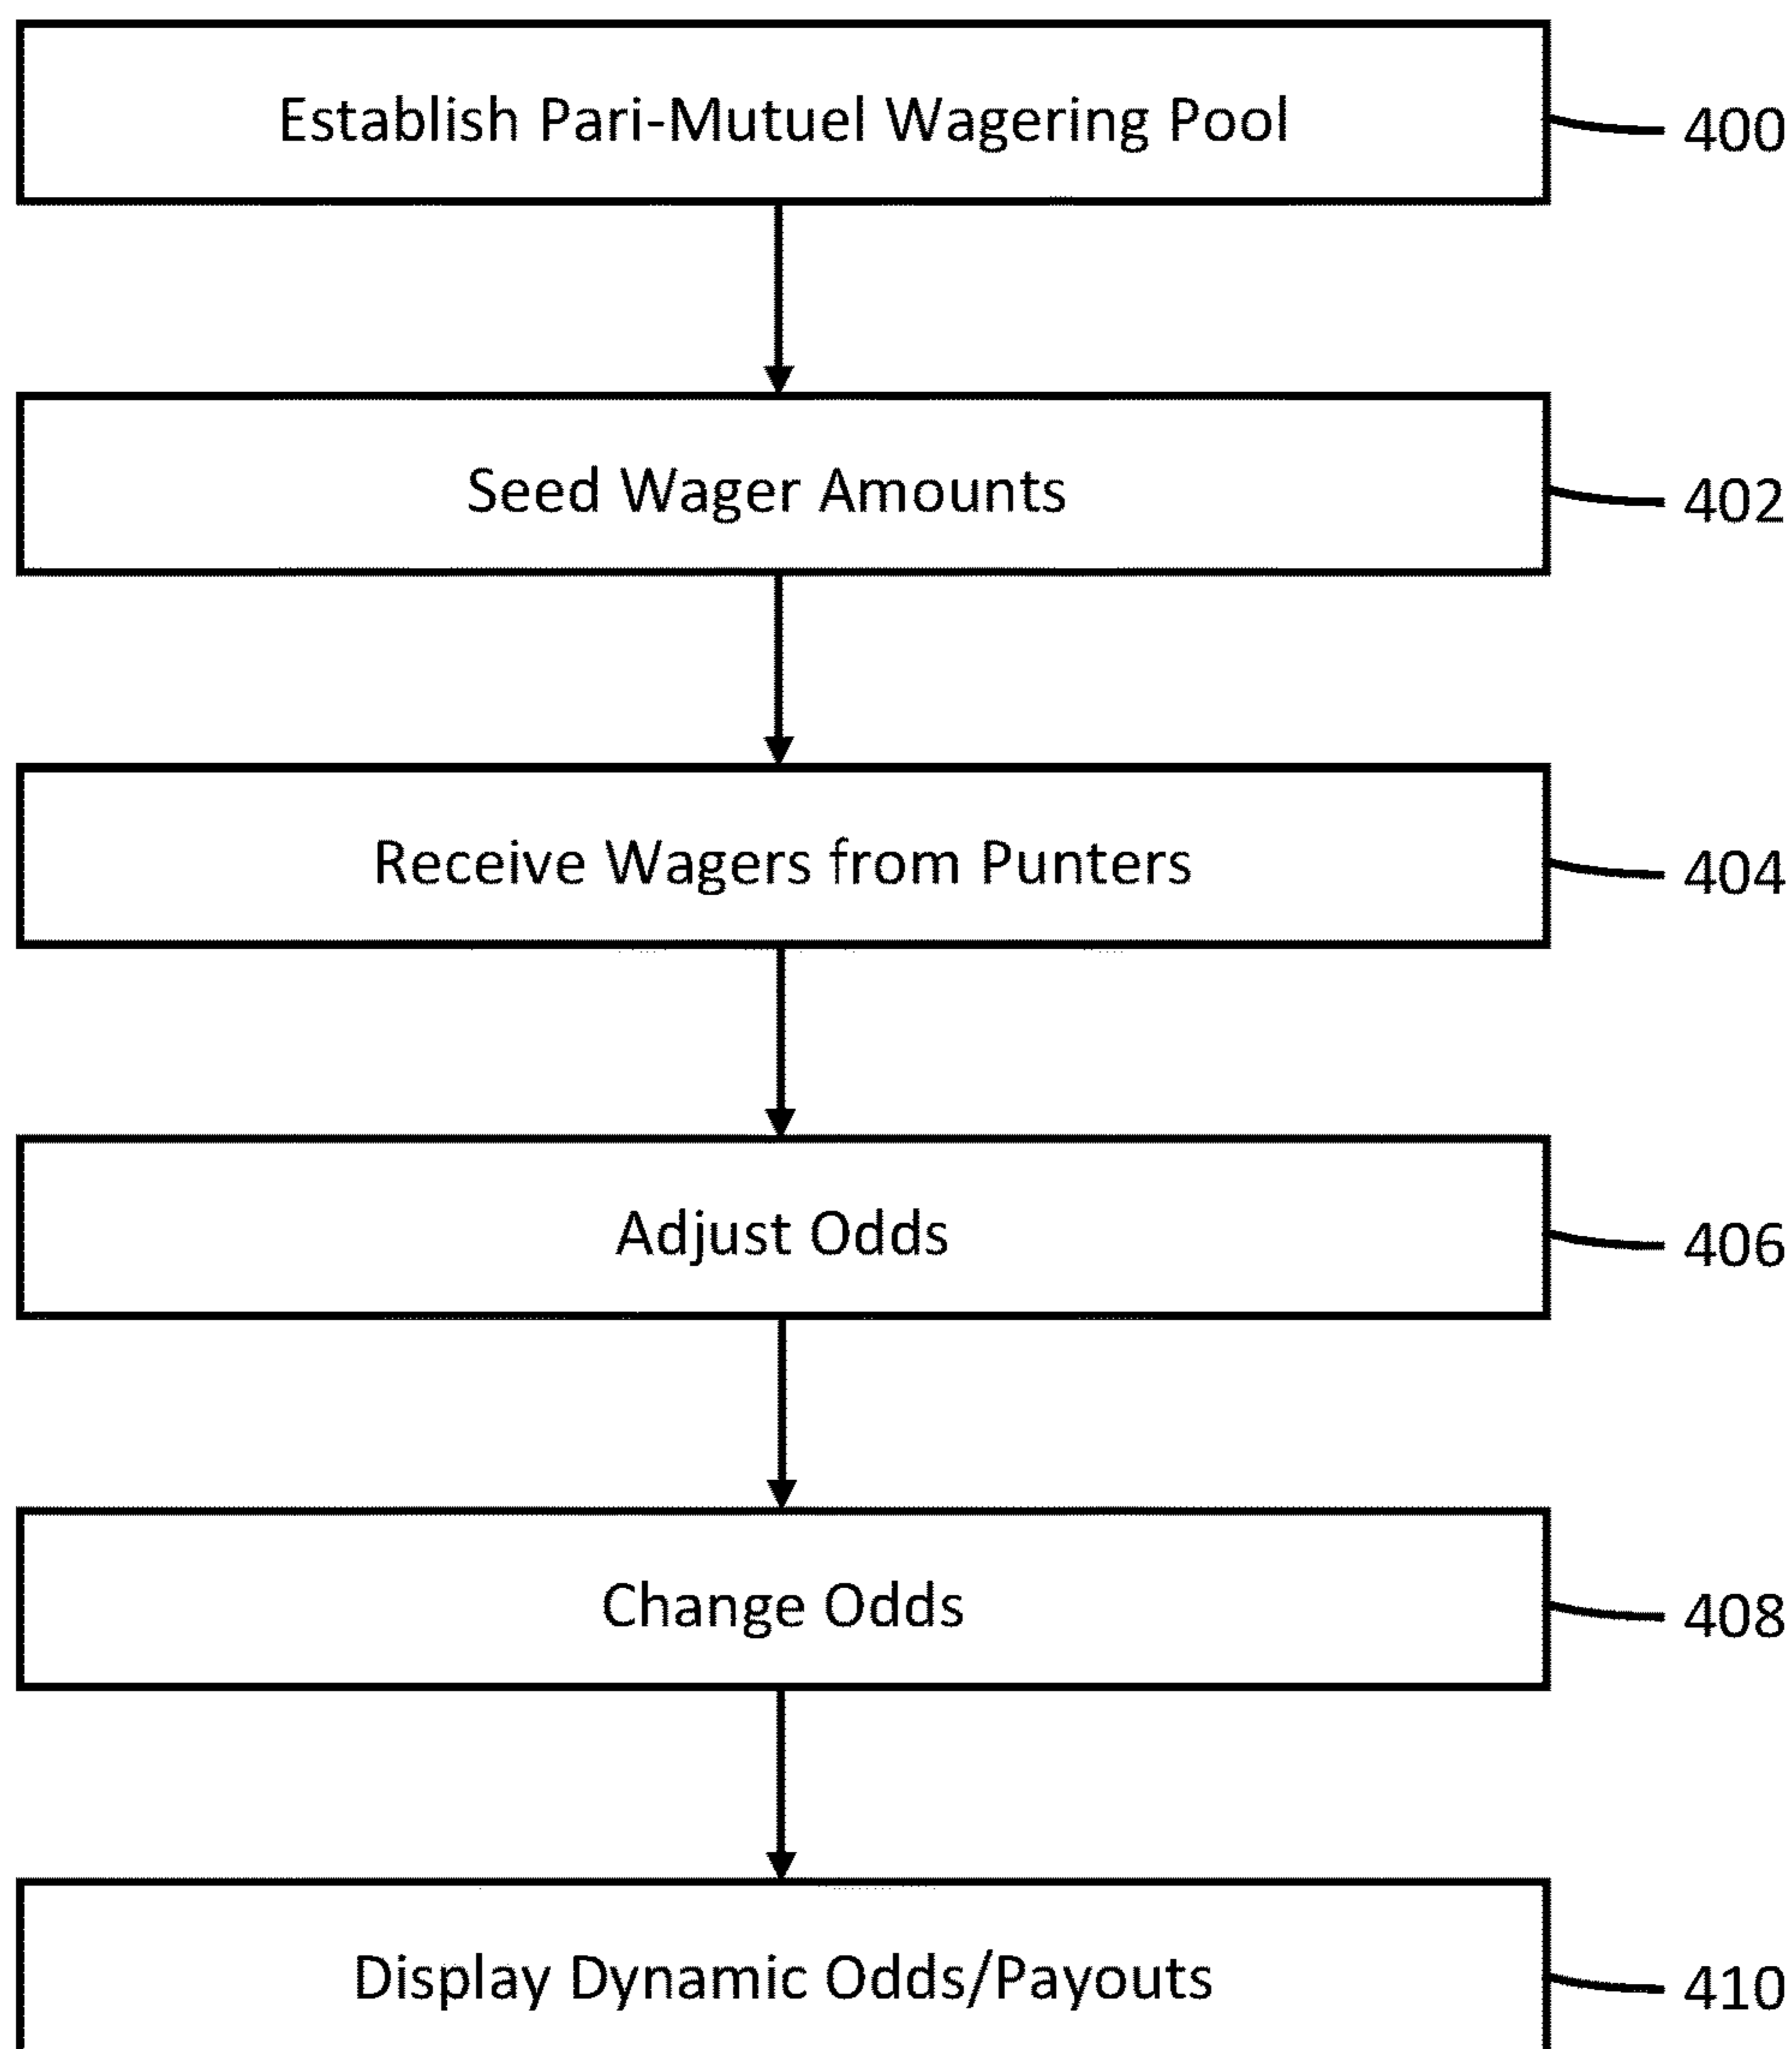 Establish Pari-Mutuel Wagering Pool
400
Seed Wager Amounts
402
Receive Wagers from Punters
404
Adjust Odds
406
Change Odds
408
Display Dynamic Odds/Payouts
410